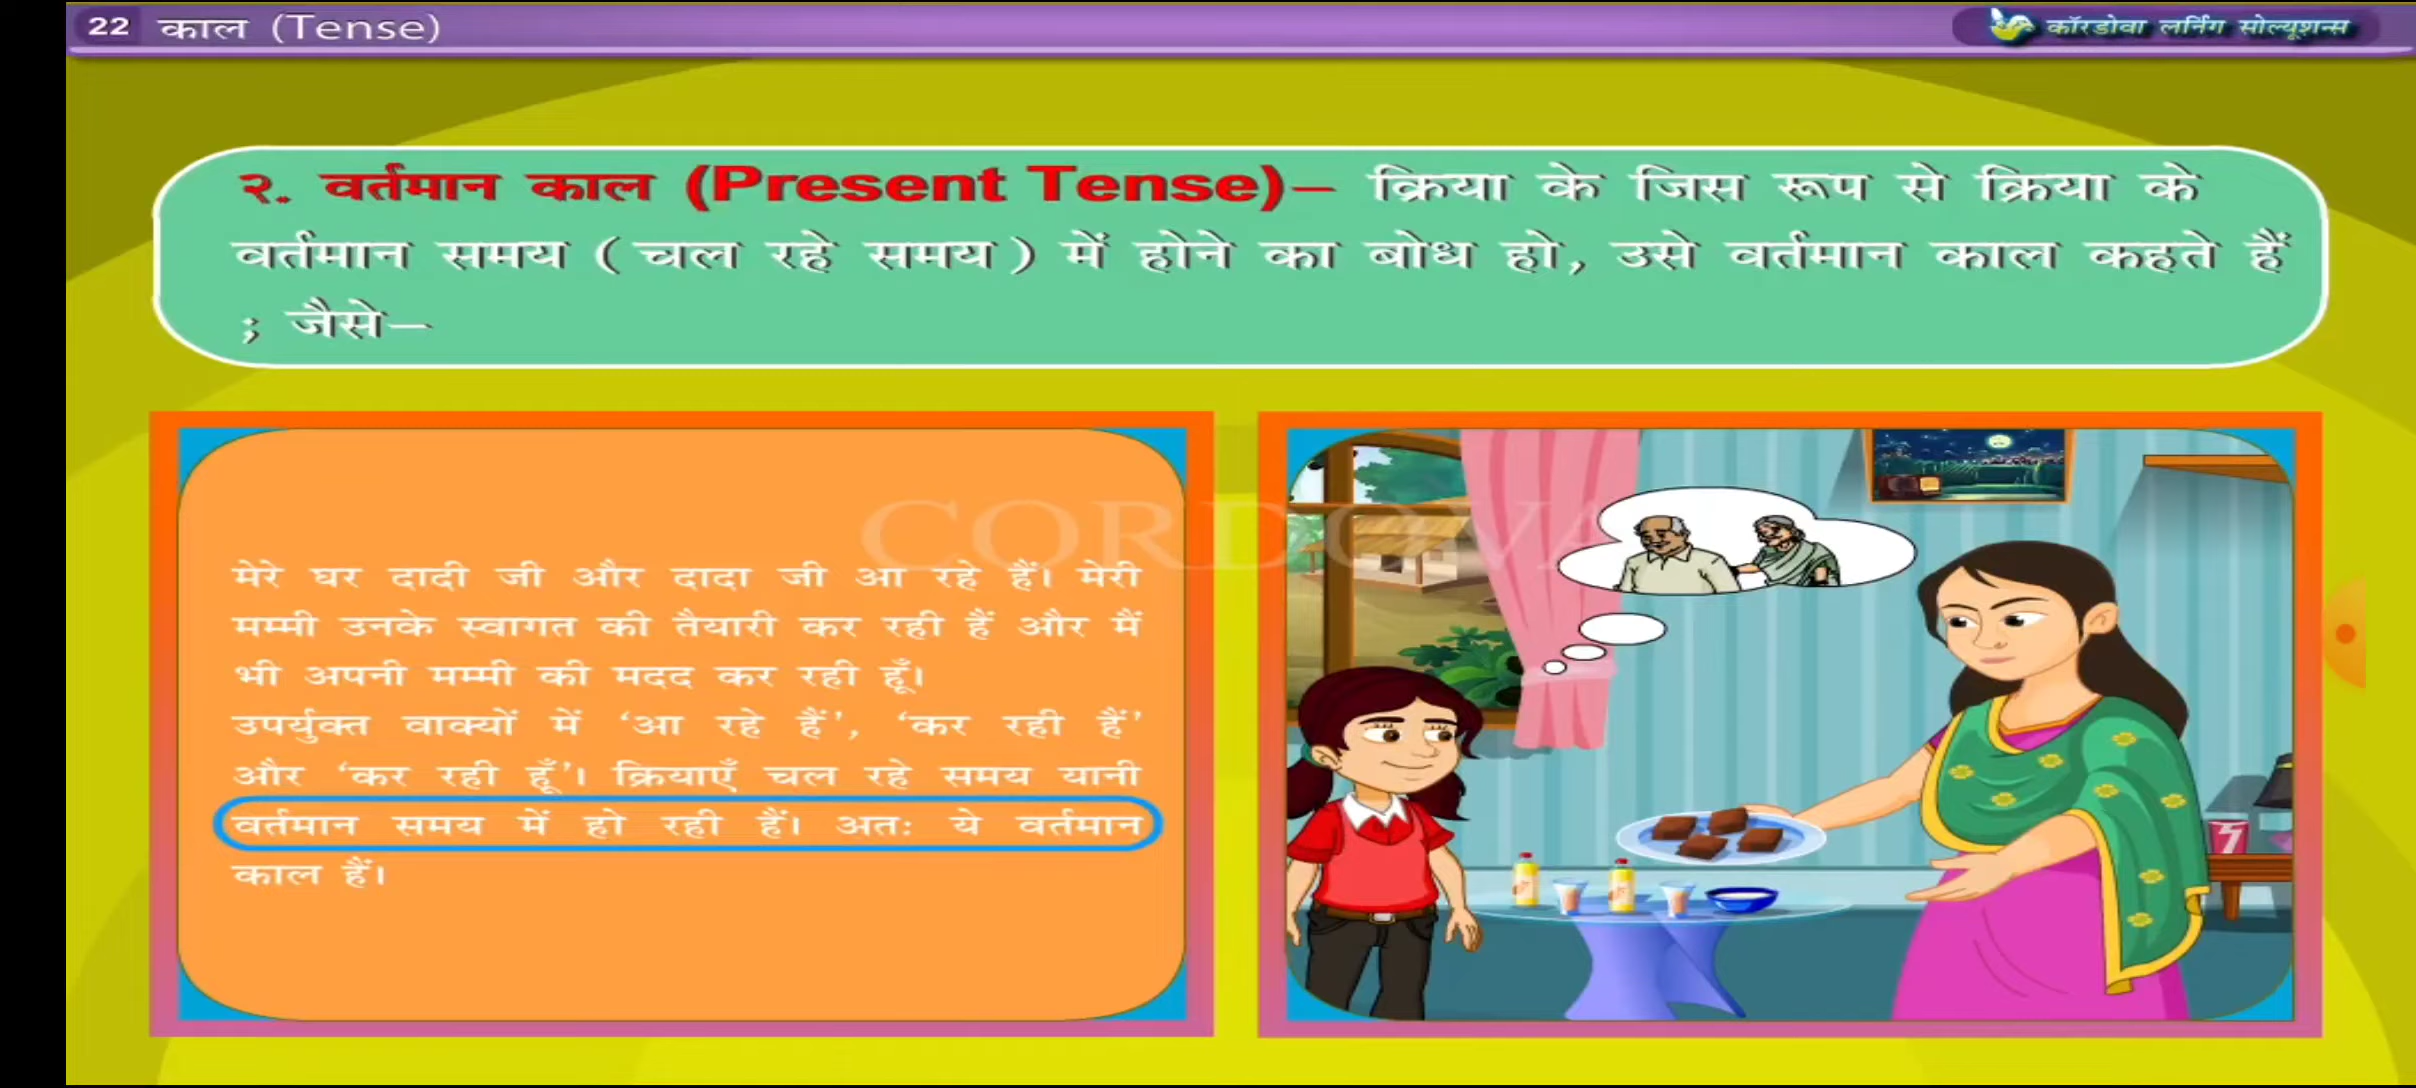 22 काल (Tense)
कॉरडोवा लर्निंग सोल्यूशन्स
२. वर्तमान काल (Present Tense)– क्रिया के जिस रूप से क्रिया के
वर्तमान समय ( चल रहे समय ) में होने का बोध हो, उसे वर्तमान काल कहते हैं
; जैसे–
CORDOVA
मेरे घर दादी जी और दादा जी आ रहे हैं। मेरी
मम्मी उनके स्वागत की तैयारी कर रही हैं और मैं
भी अपनी मम्मी की मदद कर रही हूँ।
उपर्युक्त वाक्यों में ‘आ रहे हैं’, ‘कर रही हैं’
और ‘कर रही हूँ’। क्रियाएँ चल रहे समय यानी
वर्तमान समय में हो रही हैं। अतः ये वर्तमान
काल हैं।